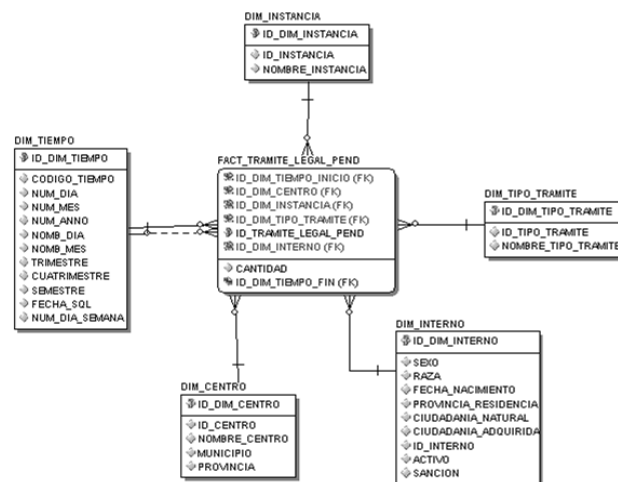 DIM_INSTANCIA
ID_DIM_INSTANCIA
ID_INSTANCIA
NOMBRE_INSTANCIA
DIM_TIEMPO
ID_DIM_TIEMPO
CODIGO_TIEMPO
NUM_DIA
NUM_MES
NUM_ANNO
NOMB_DIA
NOMB_MES
TRIMESTRE
CUATRIMESTRE
SEMESTRE
FECHA_SQL
NUM_DIA_SEMANA
FACT_TRAMITE_LEGAL_PEND
ID_DIM_TIEMPO_INICIO (FK)
ID_DIM_CENTRO (FK)
ID_DIM_INSTANCIA (FK)
ID_DIM_TIPO_TRAMITE (FK)
ID_TRAMITE_LEGAL_PEND
ID_DIM_INTERNO (FK)
CANTIDAD
ID_DIM_TIEMPO_FIN (FK)
DIM_TIPO_TRAMITE
ID_DIM_TIPO_TRAMITE
ID_TIPO_TRAMITE
NOMBRE_TIPO_TRAMITE
DIM_CENTRO
ID_DIM_CENTRO
ID_CENTRO
NOMBRE_CENTRO
MUNICIPIO
PROVINCIA
DIM_INTERNO
ID_DIM_INTERNO
SEXO
RAZA
FECHA_NACIMIENTO
PROVINCIA_RESIDENCIA
CIUDADANIA_NATURAL
CIUDADANIA_ADQUIRIDA
ID_INTERNO
ACTIVO
SANCION